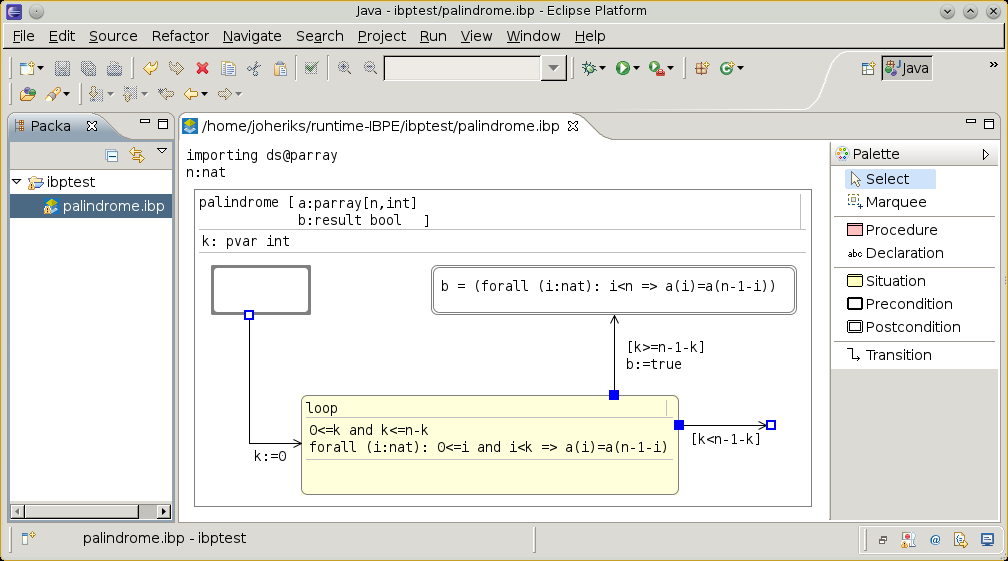 Java - ibptest/palindrome.ibp - Eclipse Platform
File Edit Source Refactor Navigate Search Project Run View Window Help
Java
»
Packa
/home/joheriks/runtime-IBPE/ibptest/palindrome.ibp
ibptest
palindrome.ibp
importing ds@parray
n:nat
palindrome [ a:parray[n,int]
b:result bool ]
k: pvar int
b = (forall (i:nat): i<n => a(i)=a(n-1-i))
[k>=n-1-k]
b:=true
loop
0<=k and k<=n-k
forall (i:nat): 0<=i and i<k => a(i)=a(n-1-i)
[k<n-1-k]
k:=0
Palette
Select
Marquee
Procedure
abc Declaration
Situation
Precondition
Postcondition
Transition
palindrome.ibp - ibptest